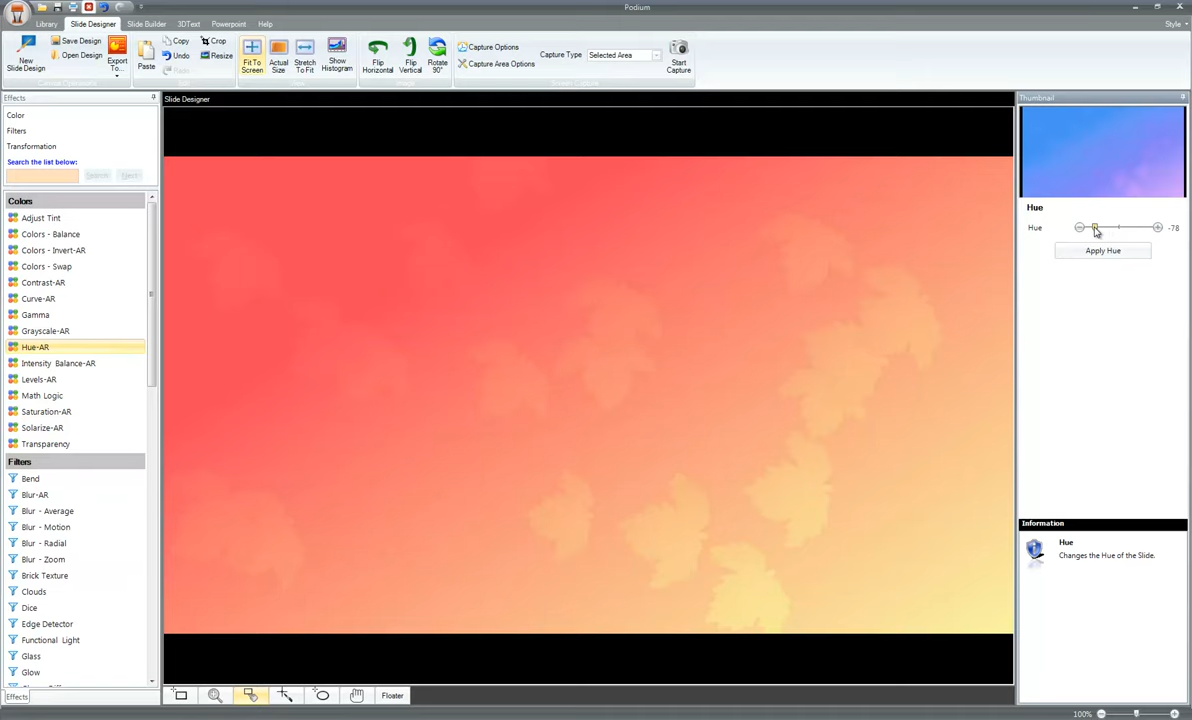 Podium
Library Slide Designer Slide Builder 3DText Powerpoint Help Style
New Slide Design
Save Design
Open Design
Export To...
Paste
Copy
Undo
Crop
Resize
Fit To Screen
Actual Size
Stretch To Fit
Show Histogram
Flip Horizontal
Flip Vertical
Rotate 90°
Capture Options
Capture Area Options
Capture Type Selected Area
Start Capture
View
Image
Screen Capture
Effects
Color
Filters
Transformation
Search the list below:
Search Next
Colors
Adjust Tint
Colors - Balance
Colors - Invert-AR
Colors - Swap
Contrast-AR
Curve-AR
Gamma
Grayscale-AR
Hue-AR
Intensity Balance-AR
Levels-AR
Math Logic
Saturation-AR
Solarize-AR
Transparency
Filters
Bend
Blur-AR
Blur - Average
Blur - Motion
Blur - Radial
Blur - Zoom
Brick Texture
Clouds
Dice
Edge Detector
Functional Light
Glass
Glow
Effects
Slide Designer
Floater
Thumbnail
Hue
Hue -78
Apply Hue
Information
Hue
Changes the Hue of the Slide.
100%